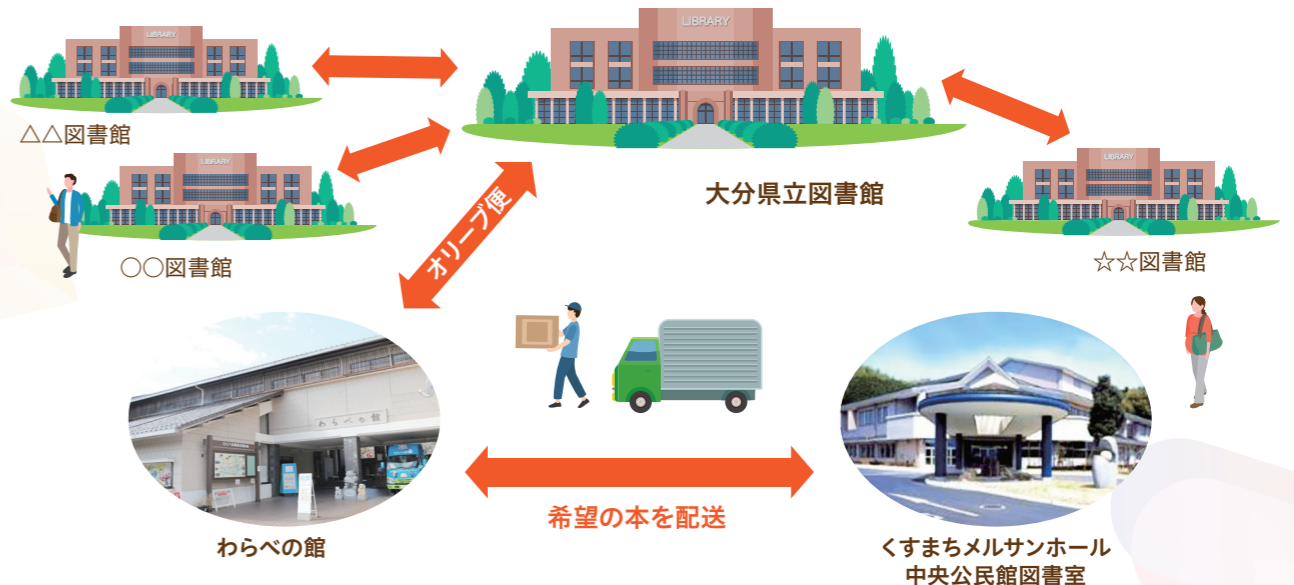 LIBRARY
LIBRARY
△△図書館
LIBRARY
○○図書館
大分県立図書館
LIBRARY
☆☆図書館
オリーブ便
わらべの館
希望の本を配送
わらべの館
くすまちメルサンホール
中央公民館図書室